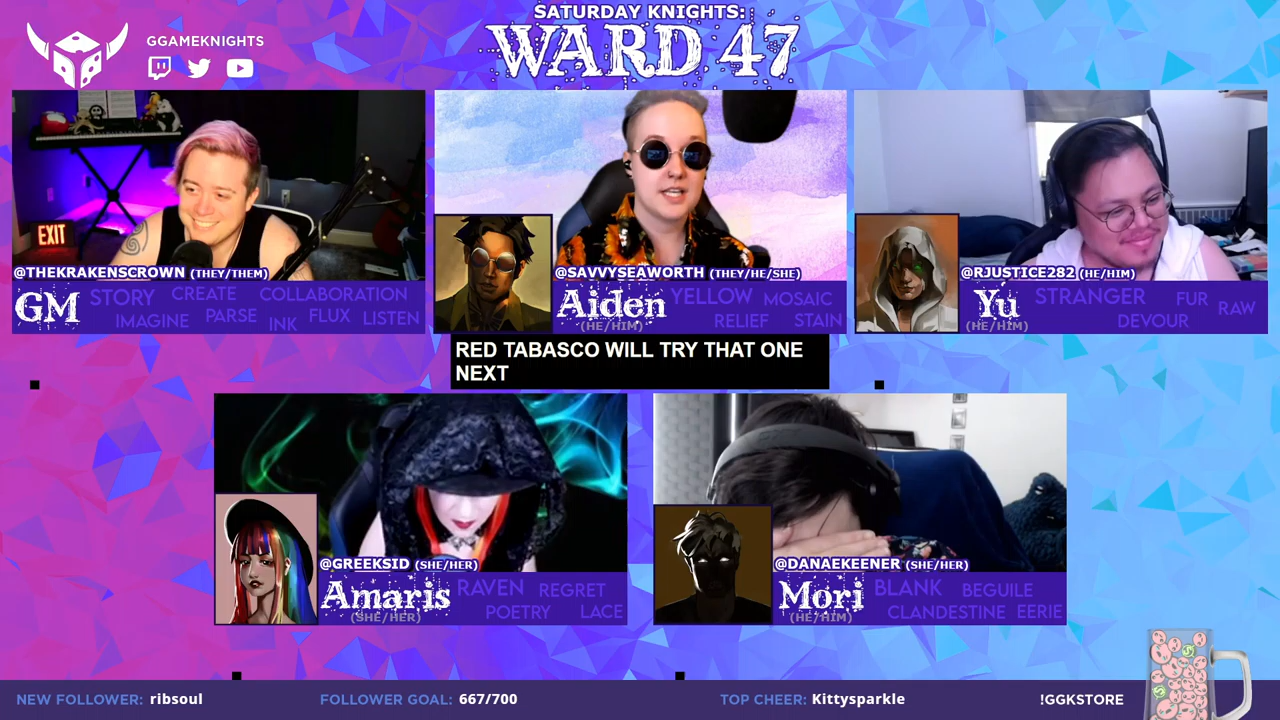 SATURDAY KNIGHTS:
WARD 47
GGAMEKNIGHTS
EXIT
@THEKRAKENSCROWN (THEY/THEM)
GM STORY CREATE COLLABORATION
IMAGINE PARSE INK FLUX LISTEN
@SAVVYSEAWORTH (THEY/HE/SHE)
Aiden YELLOW MOSAIC
(HE/HIM) RELIEF STAIN
@RJUSTICE282 (HE/HIM)
Yu STRANGER FUR RAW
(HE/HIM) DEVOUR
RED TABASCO WILL TRY THAT ONE
NEXT
@GREEKSID (SHE/HER)
Amaris RAVEN REGRET
(SHE/HER) POETRY LACE
@DANAEKEENER (SHE/HER)
Mori BLANK BEGUILE
(HE/HIM) CLANDESTINE EERIE
NEW FOLLOWER: ribsoul FOLLOWER GOAL: 667/700 TOP CHEER: Kittysparkle !GGKSTORE